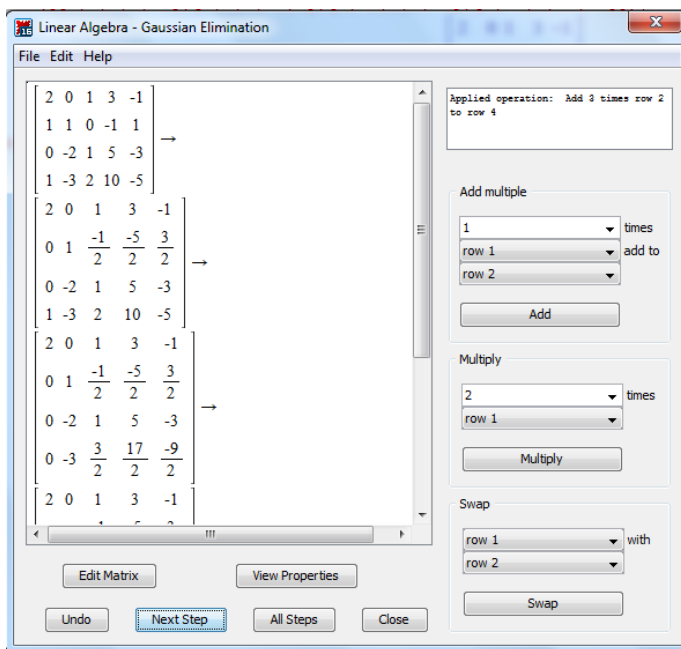 Linear Algebra - Gaussian Elimination
File Edit Help
2 0 1 3 -1
1 1 0 -1 1
0 -2 1 5 -3
1 -3 2 10 -5
→
2 0 1 3 -1
0 1 -1/2 -5/2 3/2
0 -2 1 5 -3
1 -3 2 10 -5
→
2 0 1 3 -1
0 1 -1/2 -5/2 3/2
0 -2 1 5 -3
0 -3 3/2 17/2 -9/2
→
2 0 1 3 -1
Applied operation: Add 3 times row 2
to row 4
Add multiple
1 times
row 1 add to
row 2
Add
Multiply
2 times
row 1
Multiply
Swap
row 1 with
row 2
Swap
Edit Matrix View Properties
Undo Next Step All Steps Close